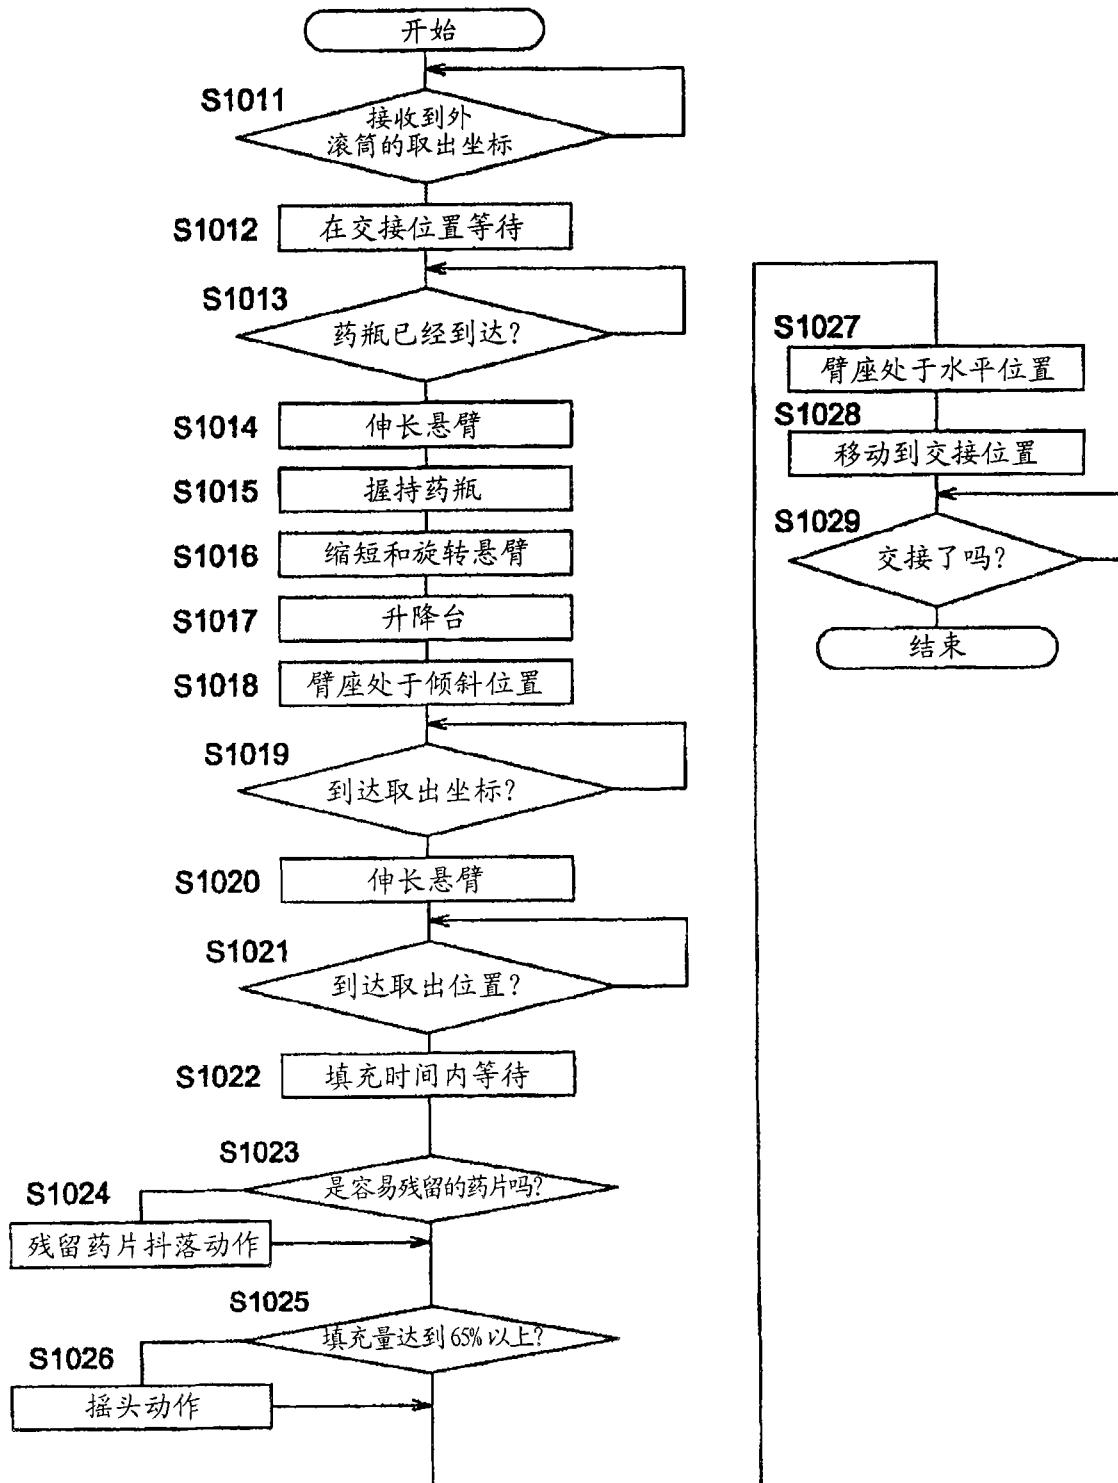 开始
S1011
接收到外
滚筒的取出坐标
S1012
在交接位置等待
S1013
药瓶已经到达?
S1014
伸长悬臂
S1015
握持药瓶
S1016
缩短和旋转悬臂
S1017
升降台
S1018
臂座处于倾斜位置
S1019
到达取出坐标?
S1020
伸长悬臂
S1021
到达取出位置?
S1022
填充时间内等待
S1023
是容易残留的药片吗?
S1024
残留药片抖落动作
S1025
填充量达到65%以上?
S1026
摇头动作
S1027
臂座处于水平位置
S1028
移动到交接位置
S1029
交接了吗?
结束